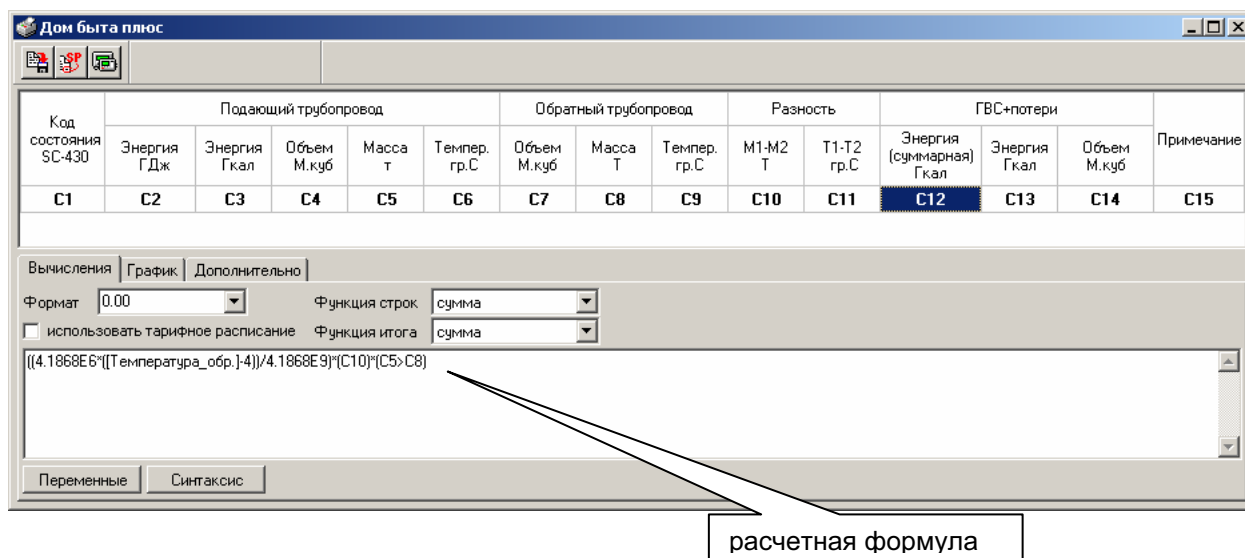 Дом быта плюс
SP
Код состояния SC-430
Подающий трубопровод
Обратный трубопровод
Разность
ГВС+потери
Примечание
Энергия ГДж
Энергия Гкал
Объем М.куб
Масса т
Темпер. гр.С
Объем М.куб
Масса Т
Темпер. гр.С
М1-М2 Т
Т1-Т2 гр.С
Энергия (суммарная) Гкал
Энергия Гкал
Объем М.куб
C1 C2 C3 C4 C5 C6 C7 C8 C9 C10 C11 C12 C13 C14 C15
Вычисления График Дополнительно
Формат 0.00 Функция строк сумма
использовать тарифное расписание Функция итога сумма
((4.1868E6*([Температура_обр.]-4))/4.1868E9)*(C10)*(C5>C8)
Переменные Синтаксис
расчетная формула